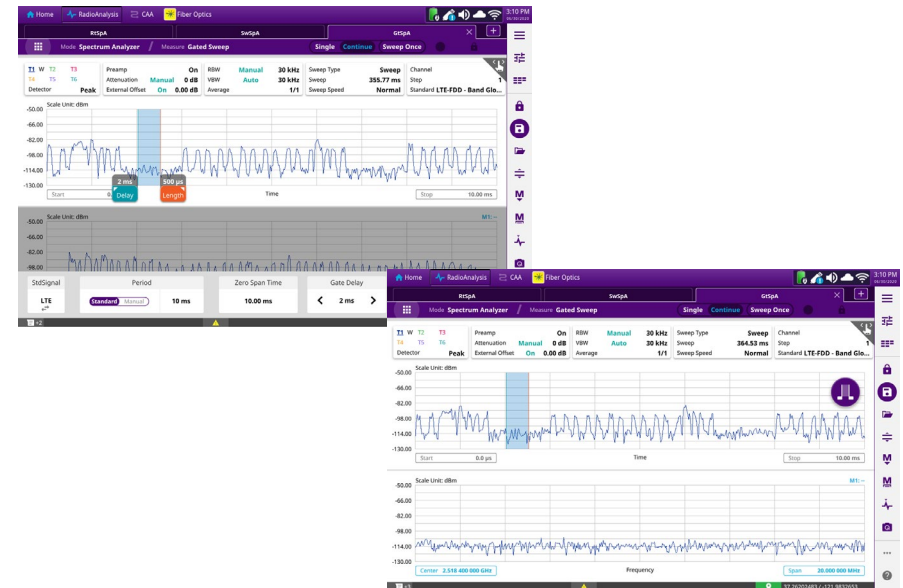 Home RadioAnalysis CAA Fiber Optics 3:10 PM
RtSpA SwSpA GtSpA × +
Mode Spectrum Analyzer / Measure Gated Sweep Single Continue Sweep Once
T1 W T2 T3 Preamp On RBW Manual 30 kHz Sweep Type Sweep Channel
T4 T5 T6 Attenuation Manual 0 dB VBW Auto 30 kHz Sweep 355.77 ms Step 1
Detector Peak External Offset On 0.00 dB Average 1/1 Sweep Speed Normal Standard LTE-FDD - Band Glo...
Scale Unit: dBm
-50.00
-66.00
-82.00
-98.00
-114.00
-130.00
2 ms 500 µs
Start 0. Delay Length Time Stop 10.00 ms
Scale Unit: dBm M1: --
-50.00
-66.00
-82.00
-98.00
StdSignal Period Zero Span Time Gate Delay
LTE Standard Manual 10 ms 10.00 ms < 2 ms >
+2
Home RadioAnalysis CAA Fiber Optics 3:10 PM
RtSpA SwSpA GtSpA × +
Mode Spectrum Analyzer / Measure Gated Sweep Single Continue Sweep Once
T1 W T2 T3 Preamp On RBW Manual 30 kHz Sweep Type Sweep Channel
T4 T5 T6 Attenuation Manual 0 dB VBW Auto 30 kHz Sweep 364.53 ms Step 1
Detector Peak External Offset On 0.00 dB Average 1/1 Sweep Speed Normal Standard LTE-FDD - Band Glo...
Scale Unit: dBm
-50.00
-66.00
-82.00
-98.00
-114.00
-130.00
Start 0.0 µs Time Stop 10.00 ms
Scale Unit: dBm M1: --
-50.00
-66.00
-82.00
-98.00
-114.00
-130.00
Center 2.518 400 000 GHz Frequency Span 20.000 000 MHz